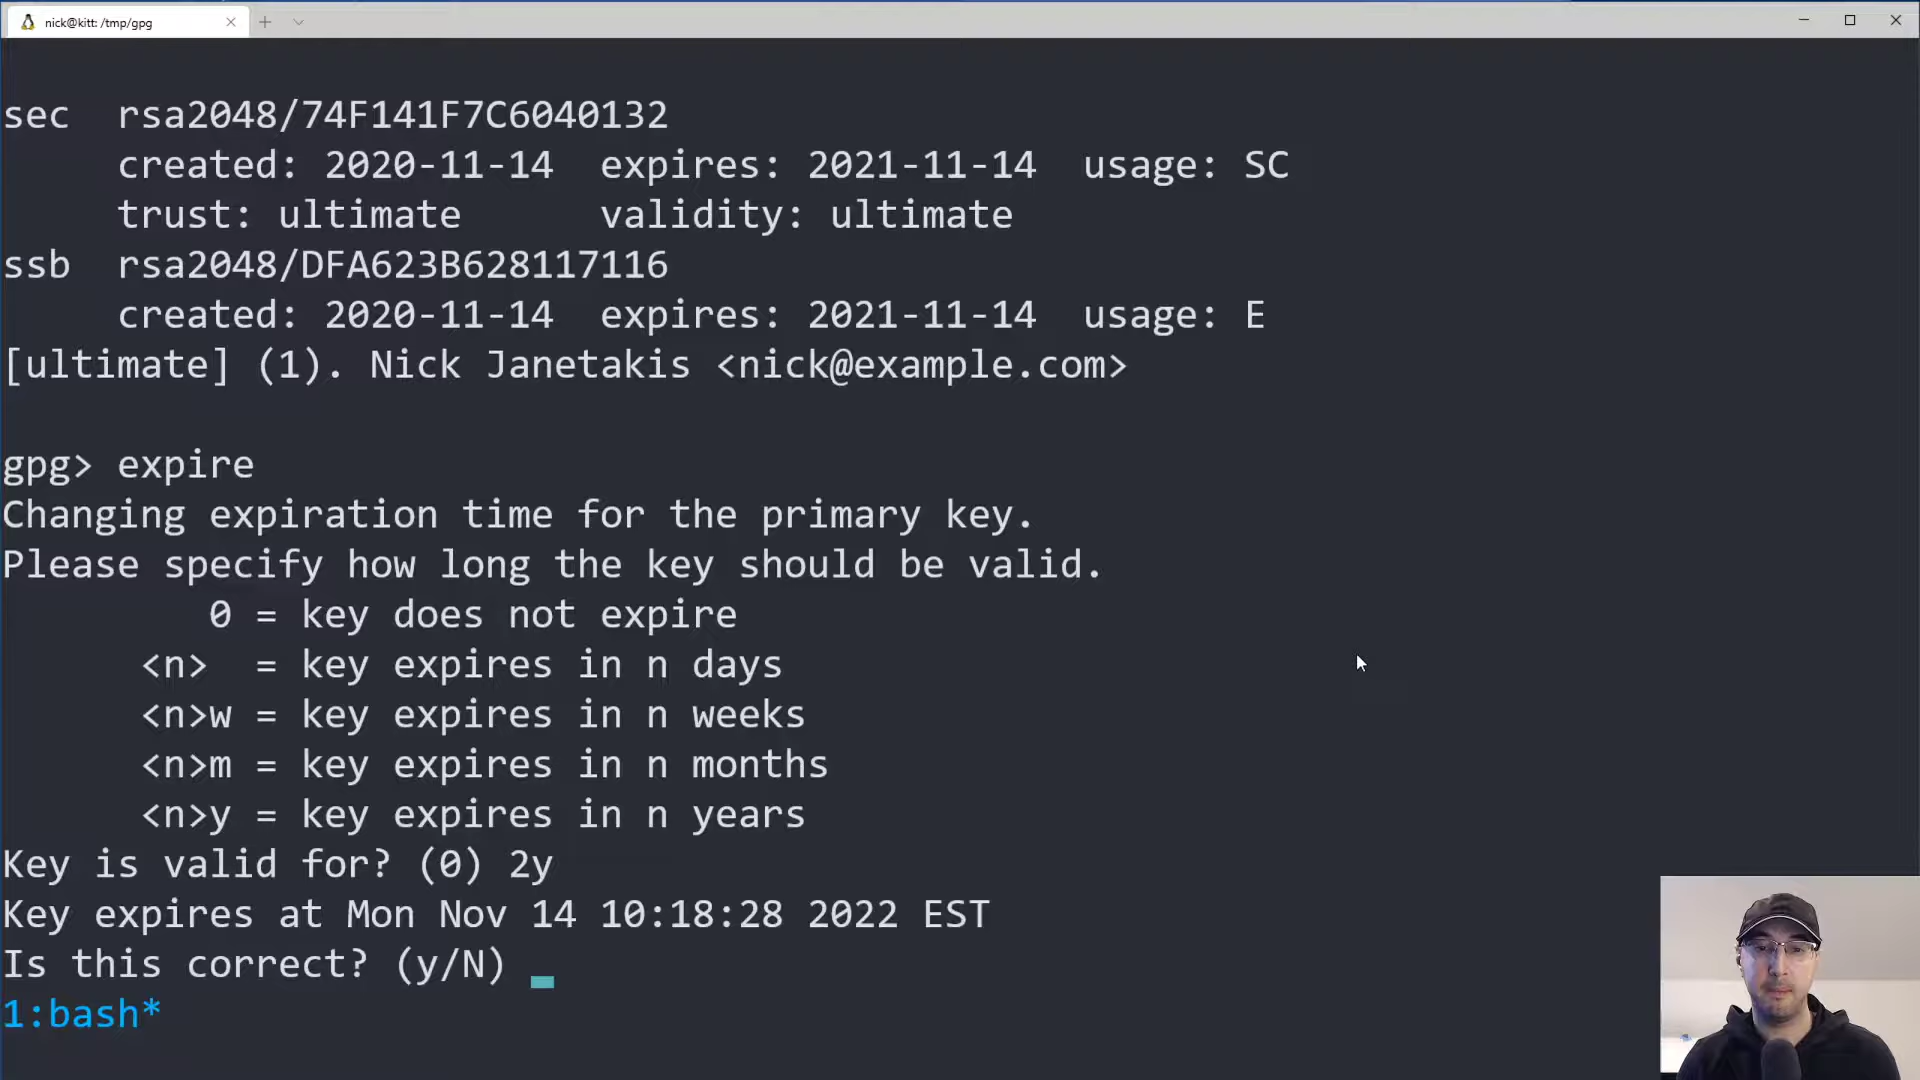 nick@kitt: /tmp/gpg
sec  rsa2048/74F141F7C6040132
     created: 2020-11-14  expires: 2021-11-14  usage: SC
     trust: ultimate      validity: ultimate
ssb  rsa2048/DFA623B628117116
     created: 2020-11-14  expires: 2021-11-14  usage: E
[ultimate] (1). Nick Janetakis <nick@example.com>
gpg> expire
Changing expiration time for the primary key.
Please specify how long the key should be valid.
         0 = key does not expire
      <n>  = key expires in n days
      <n>w = key expires in n weeks
      <n>m = key expires in n months
      <n>y = key expires in n years
Key is valid for? (0) 2y
Key expires at Mon Nov 14 10:18:28 2022 EST
Is this correct? (y/N)
1:bash*